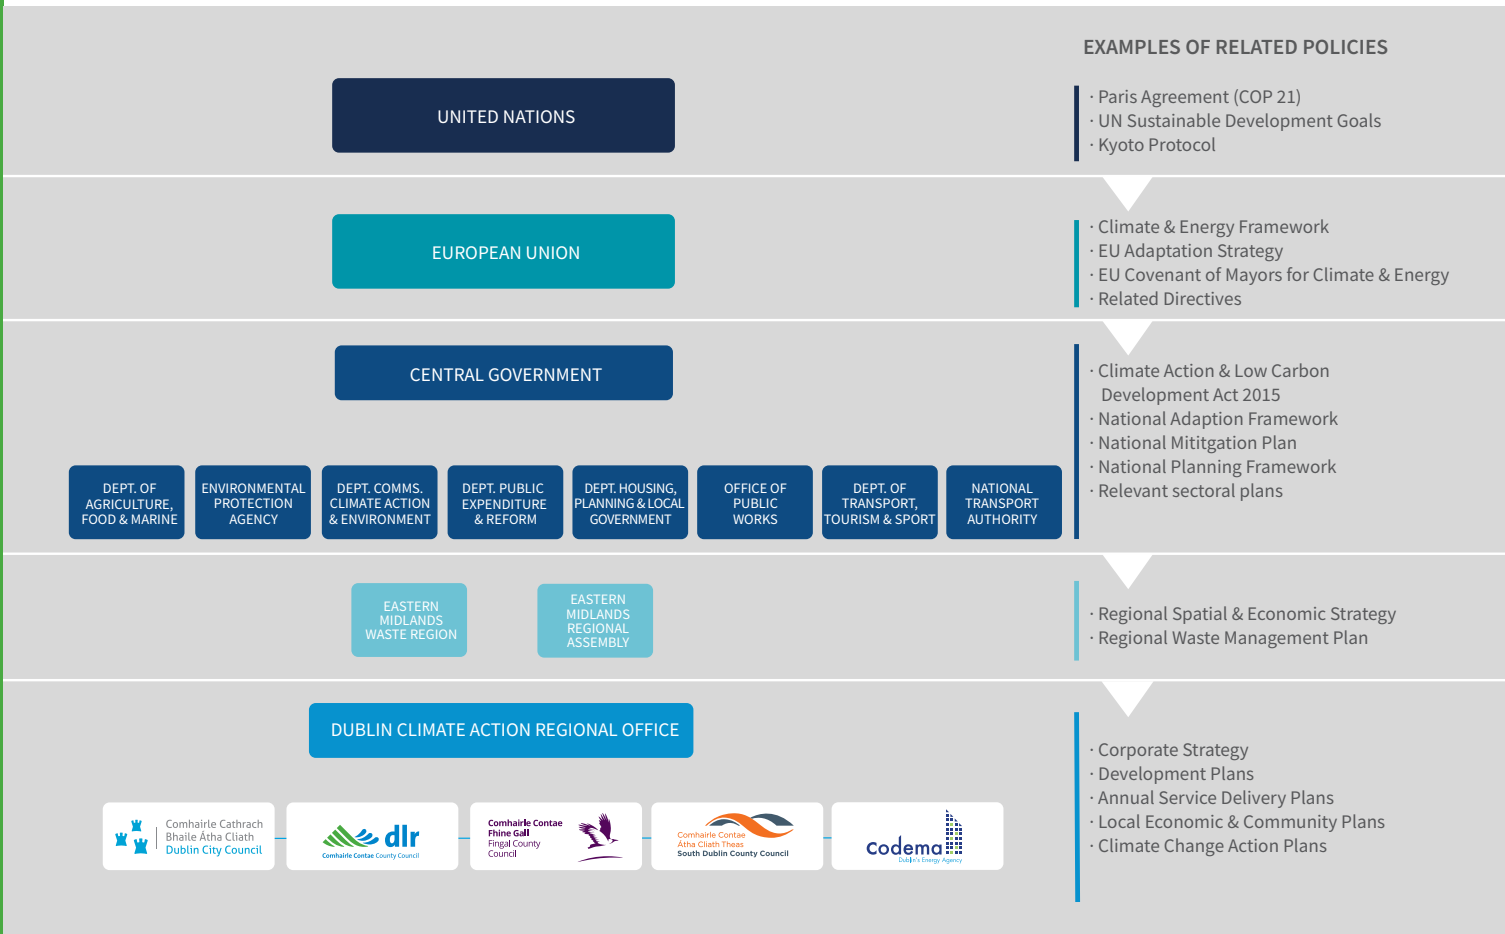 EXAMPLES OF RELATED POLICIES
UNITED NATIONS
· Paris Agreement (COP 21)
· UN Sustainable Development Goals
· Kyoto Protocol
EUROPEAN UNION
· Climate & Energy Framework
· EU Adaptation Strategy
· EU Covenant of Mayors for Climate & Energy
· Related Directives
CENTRAL GOVERNMENT
DEPT. OF
AGRICULTURE,
FOOD & MARINE
ENVIRONMENTAL
PROTECTION
AGENCY
DEPT. COMMS.
CLIMATE ACTION
& ENVIRONMENT
DEPT. PUBLIC
EXPENDITURE
& REFORM
DEPT. HOUSING,
PLANNING & LOCAL
GOVERNMENT
OFFICE OF
PUBLIC
WORKS
DEPT. OF
TRANSPORT,
TOURISM & SPORT
NATIONAL
TRANSPORT
AUTHORITY
· Climate Action & Low Carbon
Development Act 2015
· National Adaption Framework
· National Mititgation Plan
· National Planning Framework
· Relevant sectoral plans
EASTERN
MIDLANDS
WASTE REGION
EASTERN
MIDLANDS
REGIONAL
ASSEMBLY
· Regional Spatial & Economic Strategy
· Regional Waste Management Plan
DUBLIN CLIMATE ACTION REGIONAL OFFICE
Comhairle Cathrach
Bhaile Átha Cliath
Dublin City Council
dlr
Comhairle Contae County Council
Comhairle Contae
Fhine Gall
Fingal County
Council
Comhairle Contae
Átha Cliath Theas
South Dublin County Council
codema
Dublin's Energy Agency
· Corporate Strategy
· Development Plans
· Annual Service Delivery Plans
· Local Economic & Community Plans
· Climate Change Action Plans